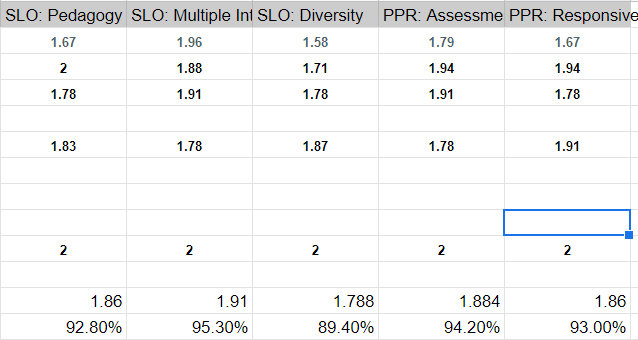 SLO: Pedagogy SLO: Multiple Int SLO: Diversity PPR: Assessme PPR: Responsive
1.67 1.96 1.58 1.79 1.67
2 1.88 1.71 1.94 1.94
1.78 1.91 1.78 1.91 1.78
1.83 1.78 1.87 1.78 1.91
2 2 2 2 2
1.86 1.91 1.788 1.884 1.86
92.80% 95.30% 89.40% 94.20% 93.00%